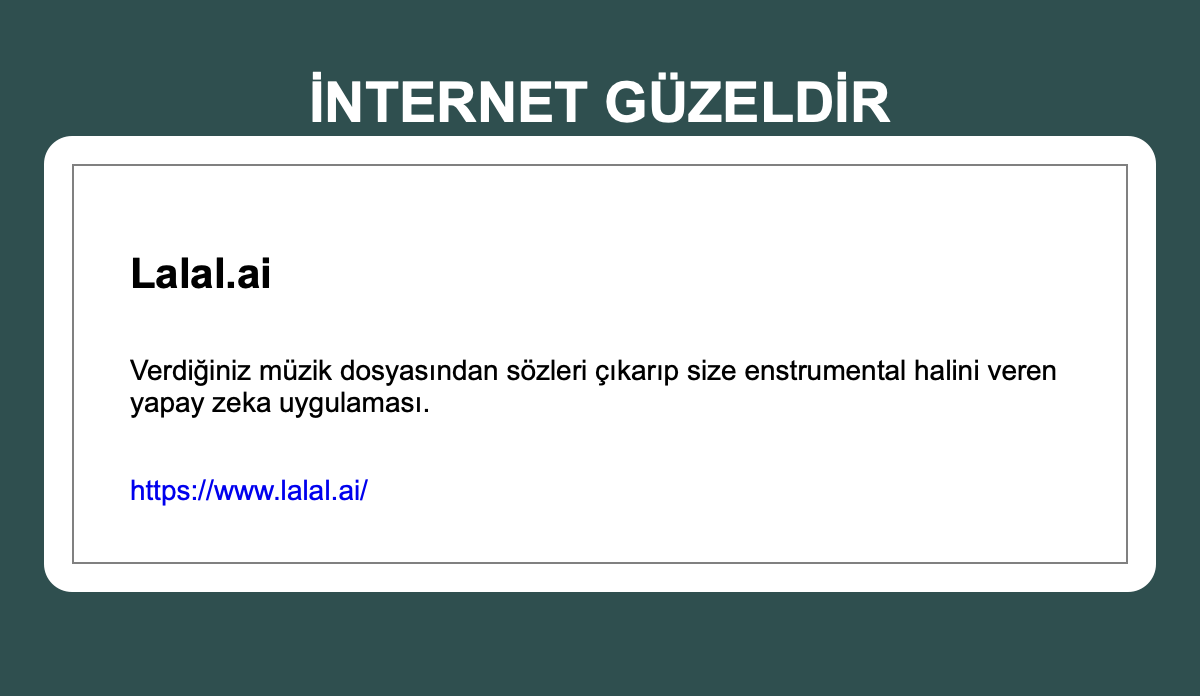 İNTERNET GÜZELDİR
Lalal.ai
Verdiğiniz müzik dosyasından sözleri çıkarıp size enstrumental halini veren
yapay zeka uygulaması.
https://www.lalal.ai/